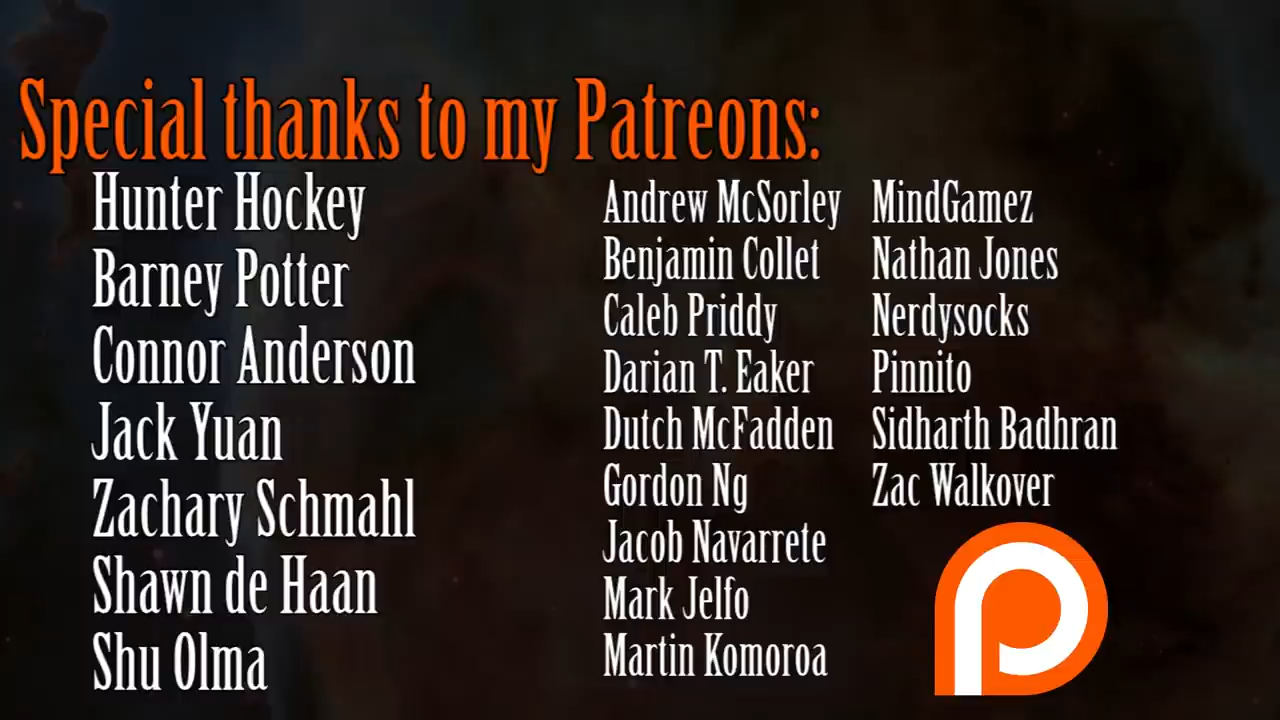 Special thanks to my Patreons:
Hunter Hockey
Barney Potter
Connor Anderson
Jack Yuan
Zachary Schmahl
Shawn de Haan
Shu Olma
Andrew McSorley
Benjamin Collet
Caleb Priddy
Darian T. Eaker
Dutch McFadden
Gordon Ng
Jacob Navarrete
Mark Jelfo
Martin Komoroa
MindGamez
Nathan Jones
Nerdysocks
Pinnito
Sidharth Badhran
Zac Walkover